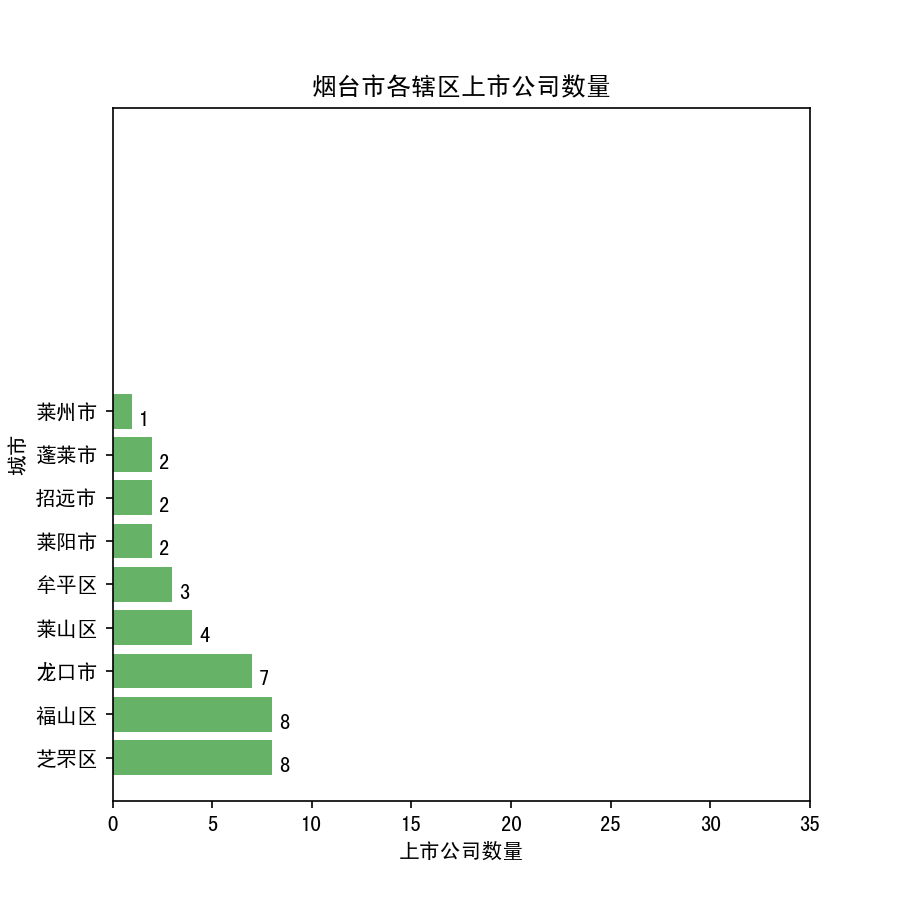 烟台市各辖区上市公司数量
城市
莱州市 1
蓬莱市 2
招远市 2
莱阳市 2
牟平区 3
莱山区 4
龙口市 7
福山区 8
芝罘区 8
0 5 10 15 20 25 30 35
上市公司数量